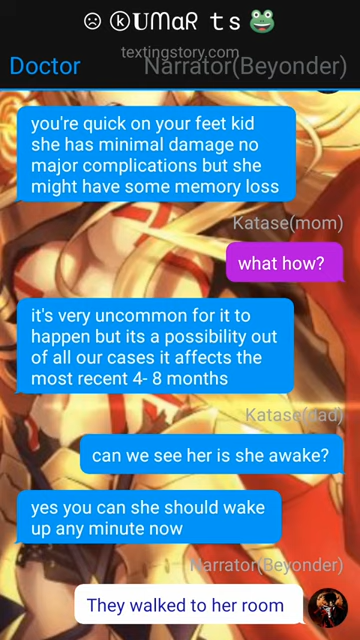 ☹ ⓚUMaR ts 🐸
textingstory.com
Doctor
Narrator(Beyonder)
you're quick on your feet kid
she has minimal damage no
major complications but she
might have some memory loss
Katase(mom)
what how?
it's very uncommon for it to
happen but its a possibility out
of all our cases it affects the
most recent 4- 8 months
Katase(dad)
can we see her is she awake?
yes you can she should wake
up any minute now
Narrator(Beyonder)
They walked to her room